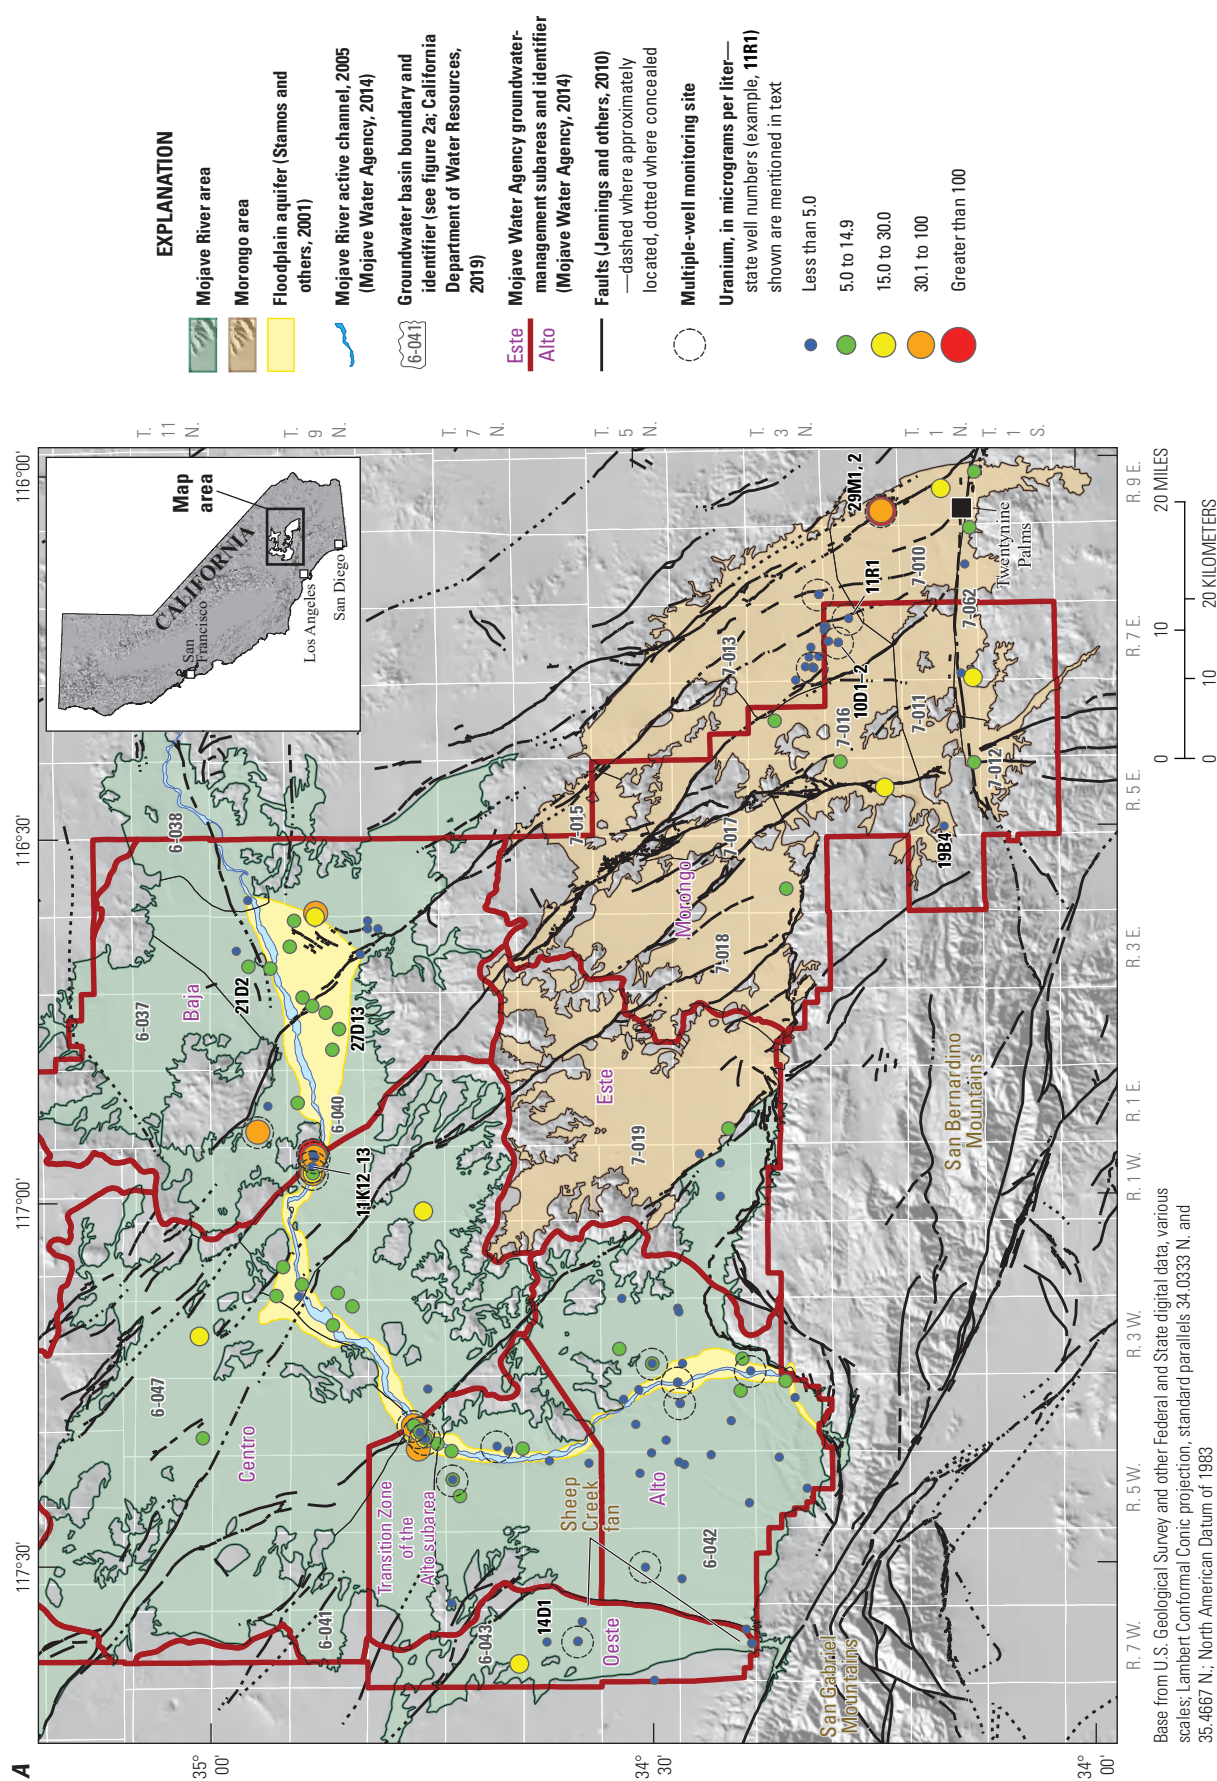 A
EXPLANATION
Mojave River area
Morongo area
Floodplain aquifer (Stamos and
others, 2001)
Mojave River active channel, 2005
(Mojave Water Agency, 2014)
6-041
Groundwater basin boundary and
identifier (see figure 2a; California
Department of Water Resources,
2019)
Este
Alto
Mojave Water Agency groundwater-
management subareas and identifier
(Mojave Water Agency, 2014)
Faults (Jennings and others, 2010)
—dashed where approximately
located, dotted where concealed
Multiple-well monitoring site
Uranium, in micrograms per liter—
state well numbers (example, 11R1)
shown are mentioned in text
Less than 5.0
5.0 to 14.9
15.0 to 30.0
30.1 to 100
Greater than 100
117°30'
117°00'
116°30'
116°00'
35°
00'
34°
30'
34°
00'
T.
11
N.
T.
9
N.
T.
7
N.
T.
5
N.
T.
3
N.
T.
1
N.
T.
1
S.
R. 7 W.
R. 5 W.
R. 3 W.
R. 1 W.
R. 1 E.
R. 3 E.
R. 5 E.
R. 7 E.
R. 9 E.
CALIFORNIA
Map
area
San
Francisco
Los Angeles
San Diego
6-047
Centro
6-041
Transition Zone
of the
Alto subarea
6-043
14D1
Oeste
Sheep
Creek
fan
Alto
6-042
6-037
Baja
21D2
27D13
6-040
11K12–13
6-038
Este
7-019
Morongo
7-018
7-017
7-015
7-013
7-016
10D1–2
11R1
7-011
7-010
7-012
7-062
19B4
29M1, 2
Twentynine
Palms
San Gabriel
Mountains
San Bernardino
Mountains
0 10 20 MILES
0 10 20 KILOMETERS
Base from U.S. Geological Survey and other Federal and State digital data, various
scales; Lambert Conformal Conic projection, standard parallels 34.0333 N. and
35.4667 N.; North American Datum of 1983